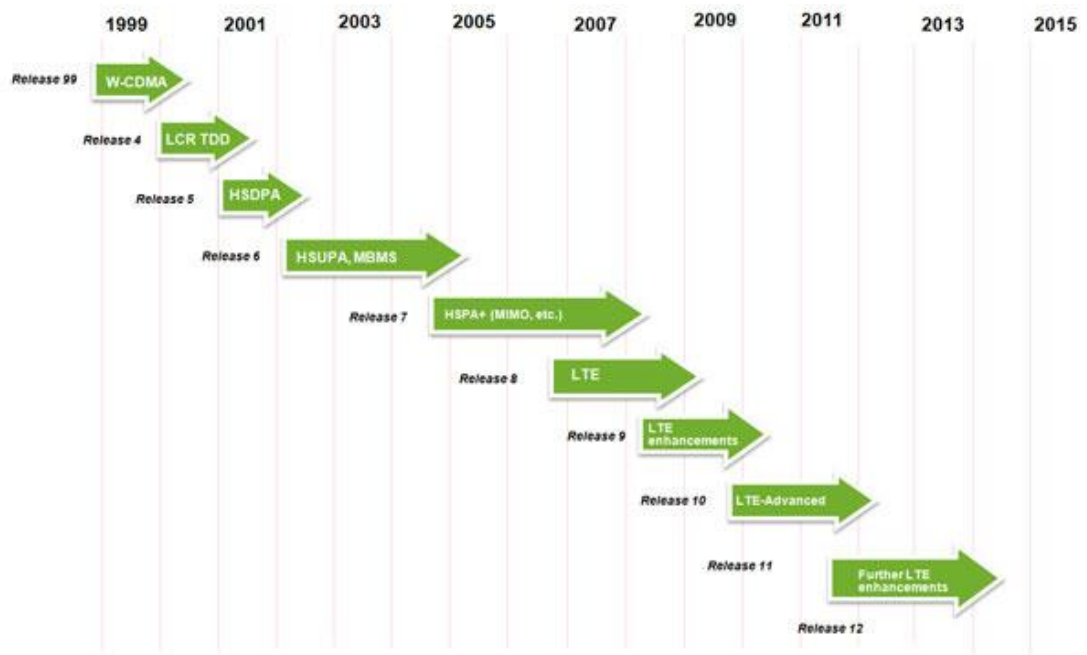 1999 2001 2003 2005 2007 2009 2011 2013 2015
Release 99 W-CDMA
Release 4 LCR TDD
Release 5 HSDPA
Release 6 HSUPA, MBMS
Release 7 HSPA+ (MIMO, etc.)
Release 8 LTE
Release 9 LTE
enhancements
Release 10 LTE-Advanced
Release 11
Further LTE
enhancements
Release 12